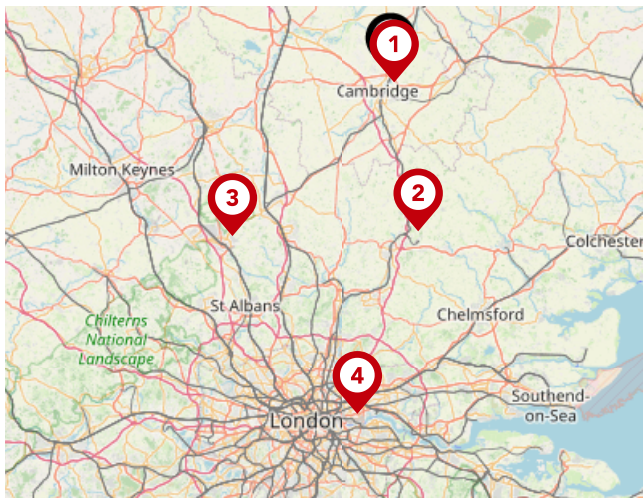 1
Cambridge
Milton Keynes
3
2
Colchester
St Albans
Chilterns
National
Landscape
Chelmsford
4
Southend-
on-Sea
London